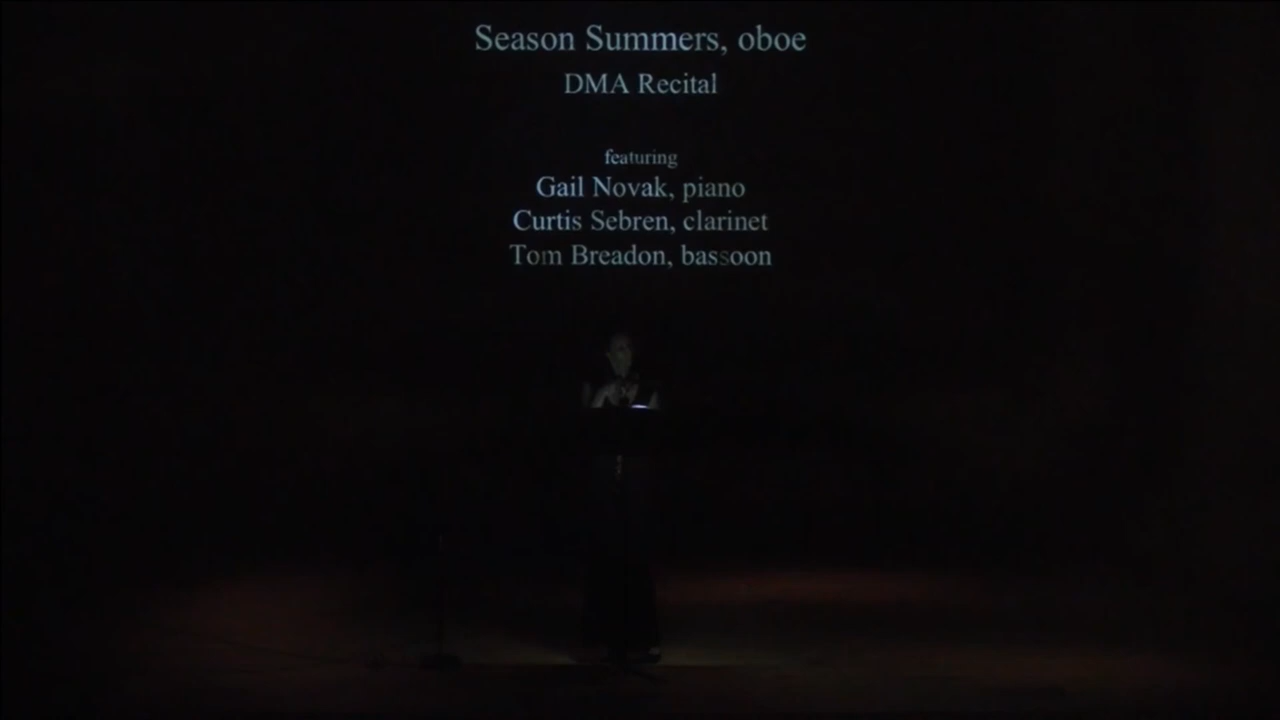 Season Summers, oboe
DMA Recital
featuring
Gail Novak, piano
Curtis Sebren, clarinet
Tom Breadon, bassoon